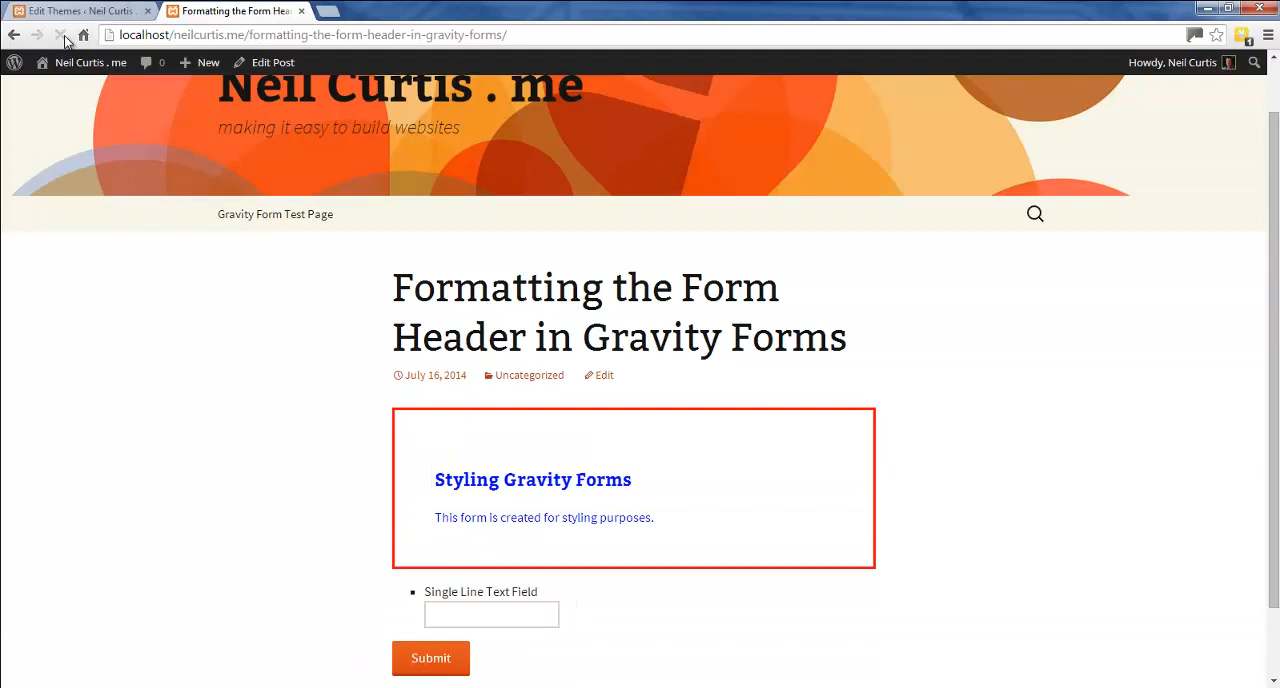 Edit Themes ‹ Neil Curtis .
Formatting the Form Hea
localhost/neilcurtis.me/formatting-the-form-header-in-gravity-forms/
1
Neil Curtis . me
0
New
Edit Post
Howdy, Neil Curtis
Neil Curtis . me
making it easy to build websites
Gravity Form Test Page
Formatting the Form
Header in Gravity Forms
July 16, 2014
Uncategorized
Edit
Styling Gravity Forms
This form is created for styling purposes.
Single Line Text Field
Submit